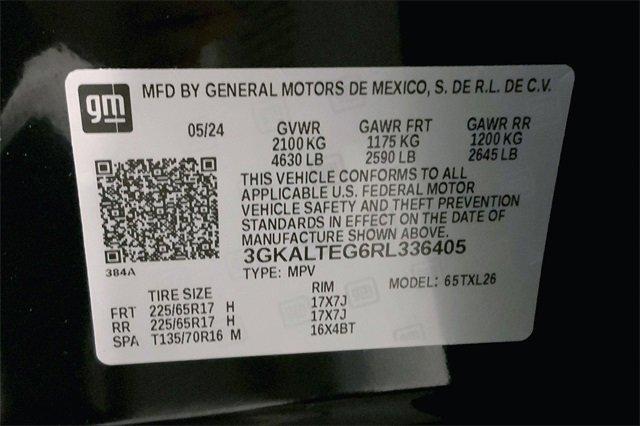 gm
MFD BY GENERAL MOTORS DE MEXICO, S. DE R.L. DE C.V.
05/24 GVWR GAWR FRT GAWR RR
2100 KG 1175 KG 1200 KG
4630 LB 2590 LB 2645 LB
THIS VEHICLE CONFORMS TO ALL
APPLICABLE U.S. FEDERAL MOTOR
VEHICLE SAFETY AND THEFT PREVENTION
STANDARDS IN EFFECT ON THE DATE OF
MANUFACTURE SHOWN ABOVE.
3GKALTEG6RL336405
384A
TYPE: MPV MODEL: 65TXL26
TIRE SIZE RIM
FRT 225/65R17 H 17X7J
RR 225/65R17 H 17X7J
SPA T135/70R16 M 16X4BT